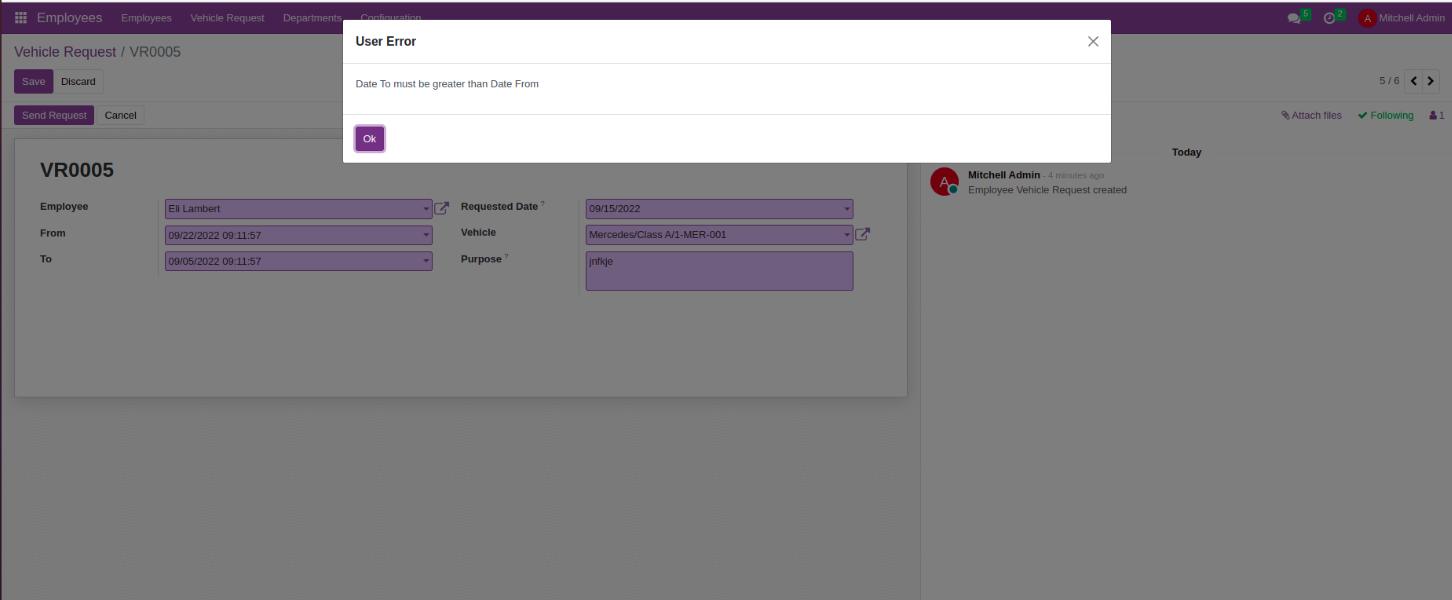 Employees Employees Vehicle Request Departments Configuration 5 2 A Mitchell Admin
User Error
Vehicle Request / VR0005
Save Discard
Date To must be greater than Date From
5 / 6
Send Request Cancel
Attach files Following 1
Ok
Today
VR0005
A Mitchell Admin - 4 minutes ago
Employee Vehicle Request created
Employee Eli Lambert Requested Date ? 09/15/2022
From 09/22/2022 09:11:57 Vehicle Mercedes/Class A/1-MER-001
To 09/05/2022 09:11:57 Purpose ? jnfkje